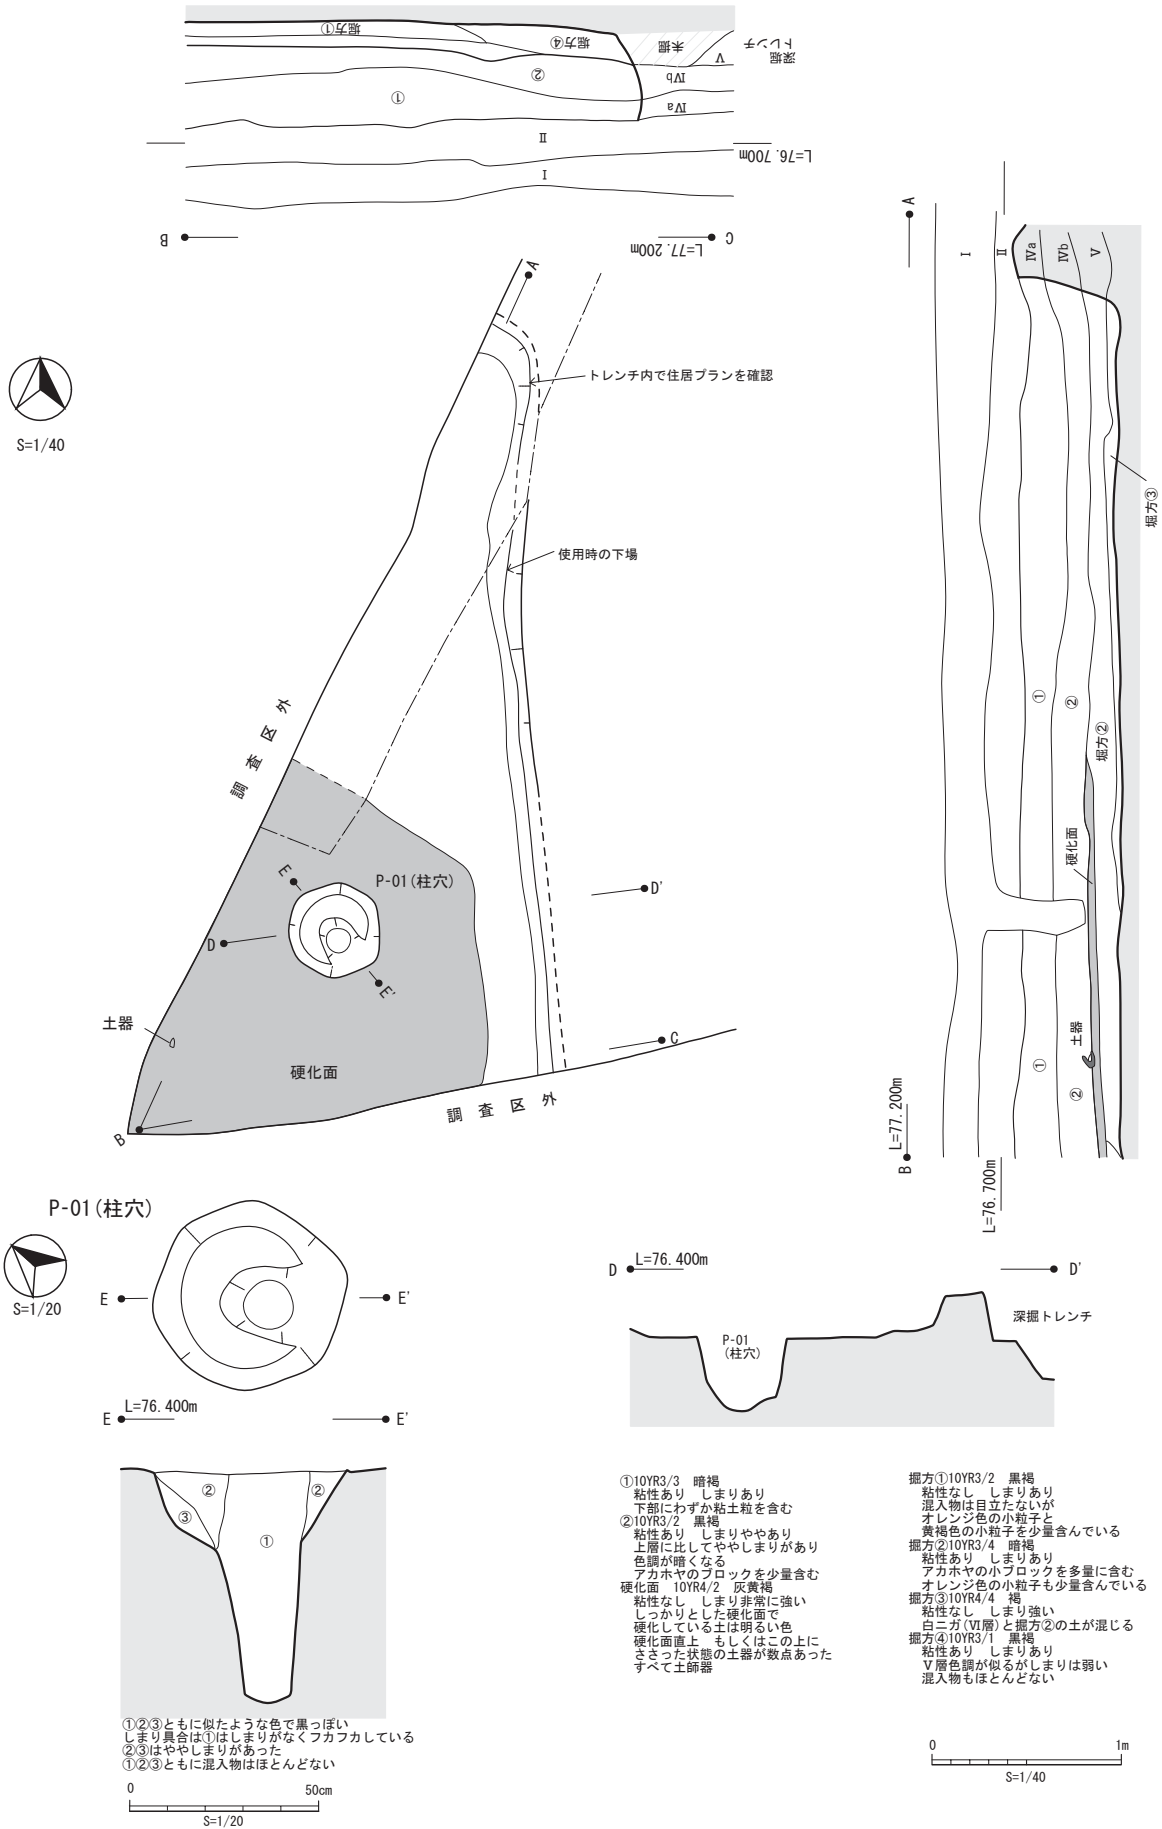 堀方①
堀方④
未掘
深掘
トレンチ
Ⅴ
②
Ⅳb
①
Ⅳa
Ⅱ
L=76.700m
Ⅰ
B
L=77.200m
C
A
トレンチ内で住居プランを確認
S=1/40
使用時の下場
調査区外
E
P-01(柱穴)
D'
D
E'
土器
C
硬化面
調査区外
B
A
Ⅰ
Ⅱ
Ⅳa
Ⅳb
Ⅴ
堀方③
①
②
堀方②
硬化面
土器
①
②
L=77.200m
B
L=76.700m
P-01(柱穴)
S=1/20
E
E'
L=76.400m
E
E'
②
②
③
①
①②③ともに似たような色で黒っぽい
しまり具合は①はしまりがなくフカフカしている
②③はややしまりがあった
①②③ともに混入物はほとんどない
0
50cm
S=1/20
L=76.400m
D
D'
深掘トレンチ
P-01
(柱穴)
①10YR3/3 暗褐
粘性あり しまりあり
下部にわずか粘土粒を含む
②10YR3/2 黒褐
粘性あり しまりややあり
上層に比してややしまりがあり
色調が暗くなる
アカホヤのブロックを少量含む
硬化面 10YR4/2 灰黄褐
粘性なし しまり非常に強い
しっかりとした硬化面で
硬化している土は明るい色
硬化面直上 もしくはこの上に
ささった状態の土器が数点あった
すべて土師器
掘方①10YR3/2 黒褐
粘性なし しまりあり
混入物は目立たないが
オレンジ色の小粒子と
黄褐色の小粒子を少量含んでいる
掘方②10YR3/4 暗褐
粘性あり しまりあり
アカホヤの小ブロックを多量に含む
オレンジ色の小粒子も少量含んでいる
掘方③10YR4/4 褐
粘性なし しまり強い
白ニガ(Ⅵ層)と掘方②の土が混じる
掘方④10YR3/1 黒褐
粘性あり しまりあり
Ⅴ層色調が似るがしまりは弱い
混入物もほとんどない
0
1m
S=1/40